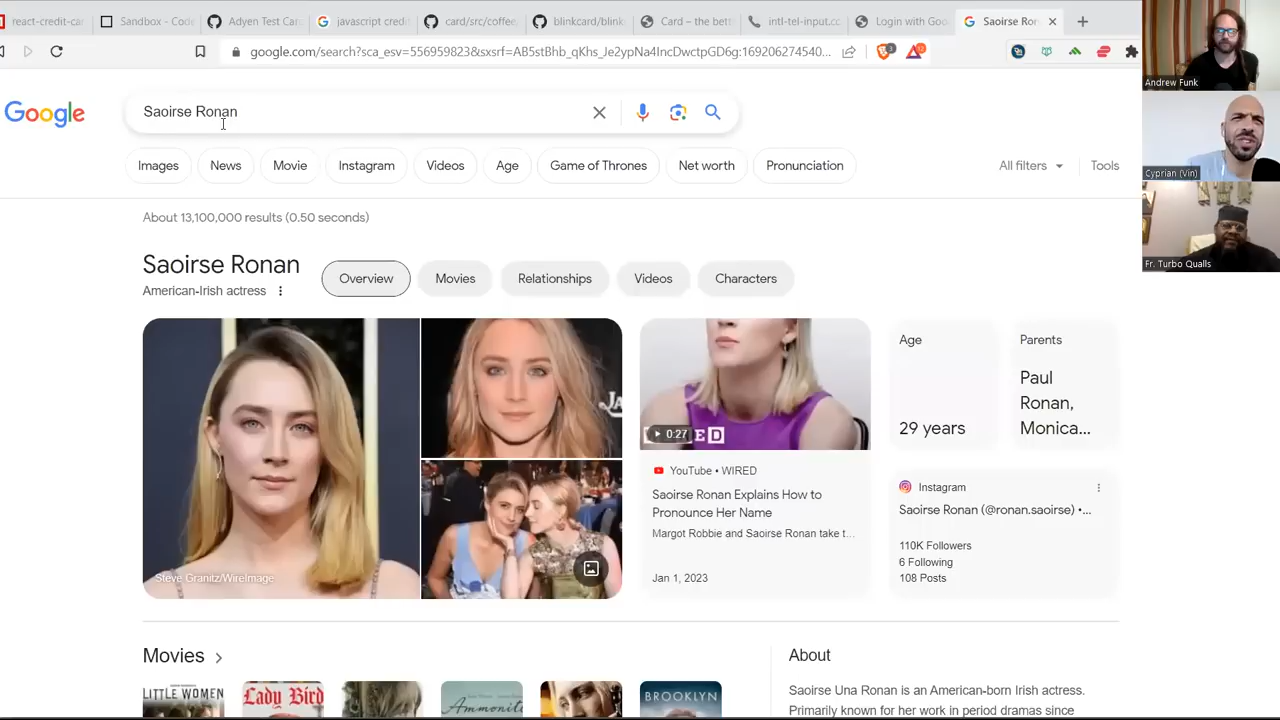 react-credit-car
Sandbox - Code
Adyen Test Car
javascript credit
card/src/coffee
blinkcard/blink
Card – the bett
intl-tel-input.co
Login with Goo
Saoirse Ron
google.com/search?sca_esv=556959823&sxsrf=AB5stBhb_qKhs_Je2ypNa4IncDwctpGD6g:169206274540...
Google
Saoirse Ronan
Images
News
Movie
Instagram
Videos
Age
Game of Thrones
Net worth
Pronunciation
All filters
Tools
About 13,100,000 results (0.50 seconds)
Saoirse Ronan
American-Irish actress
Overview
Movies
Relationships
Videos
Characters
Steve Granitz/WireImage
0:27
YouTube • WIRED
Saoirse Ronan Explains How to
Pronounce Her Name
Margot Robbie and Saoirse Ronan take t...
Jan 1, 2023
Age
29 years
Parents
Paul
Ronan,
Monica...
Instagram
Saoirse Ronan (@ronan.saoirse) •...
110K Followers
6 Following
108 Posts
Movies
LITTLE WOMEN
LADY BIRD
AMMONITE
BROOKLYN
About
Saoirse Una Ronan is an American-born Irish actress.
Primarily known for her work in period dramas since
Andrew Funk
Cyprian (Vin)
Fr. Turbo Qualls